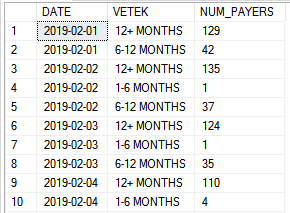 DATE VETEK NUM_PAYERS
1 2019-02-01 12+ MONTHS 129
2 2019-02-01 6-12 MONTHS 42
3 2019-02-02 12+ MONTHS 135
4 2019-02-02 1-6 MONTHS 1
5 2019-02-02 6-12 MONTHS 37
6 2019-02-03 12+ MONTHS 124
7 2019-02-03 1-6 MONTHS 1
8 2019-02-03 6-12 MONTHS 35
9 2019-02-04 12+ MONTHS 110
10 2019-02-04 1-6 MONTHS 4